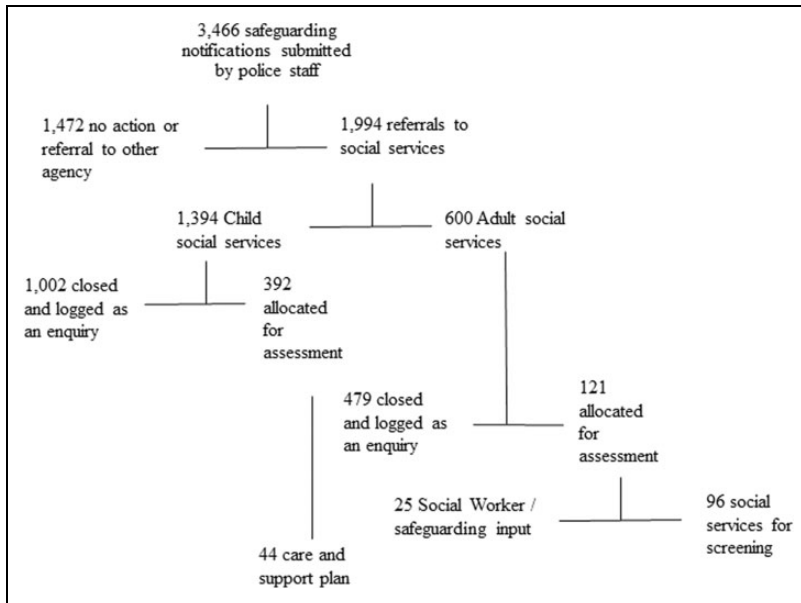 3,466 safeguarding
notifications submitted
by police staff
1,472 no action or
referral to other
agency
1,994 referrals to
social services
1,394 Child
social services
600 Adult social
services
1,002 closed
and logged as
an enquiry
392
allocated
for
assessment
479 closed
and logged as
an enquiry
121
allocated
for
assessment
25 Social Worker /
safeguarding input
96 social
services for
screening
44 care and
support plan